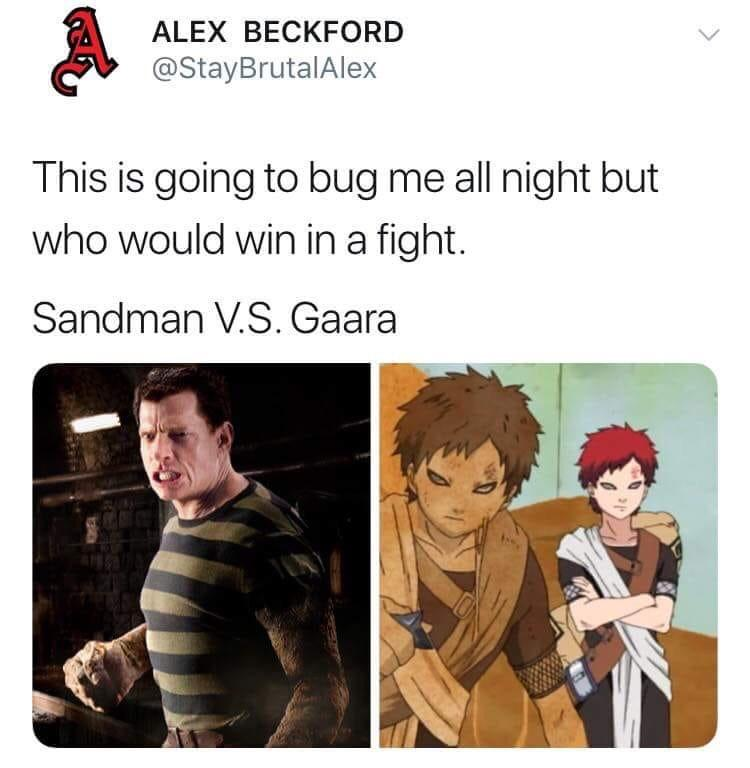 ALEX BECKFORD
@StayBrutalAlex
This is going to bug me all night but
who would win in a fight.
Sandman V.S. Gaara